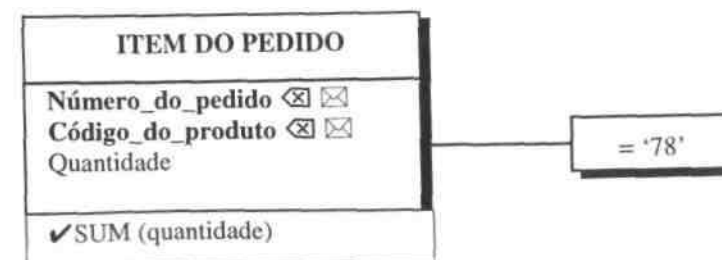 ITEM DO PEDIDO
Número_do_pedido
Código_do_produto
Quantidade
= ‘78’
✔SUM (quantidade)